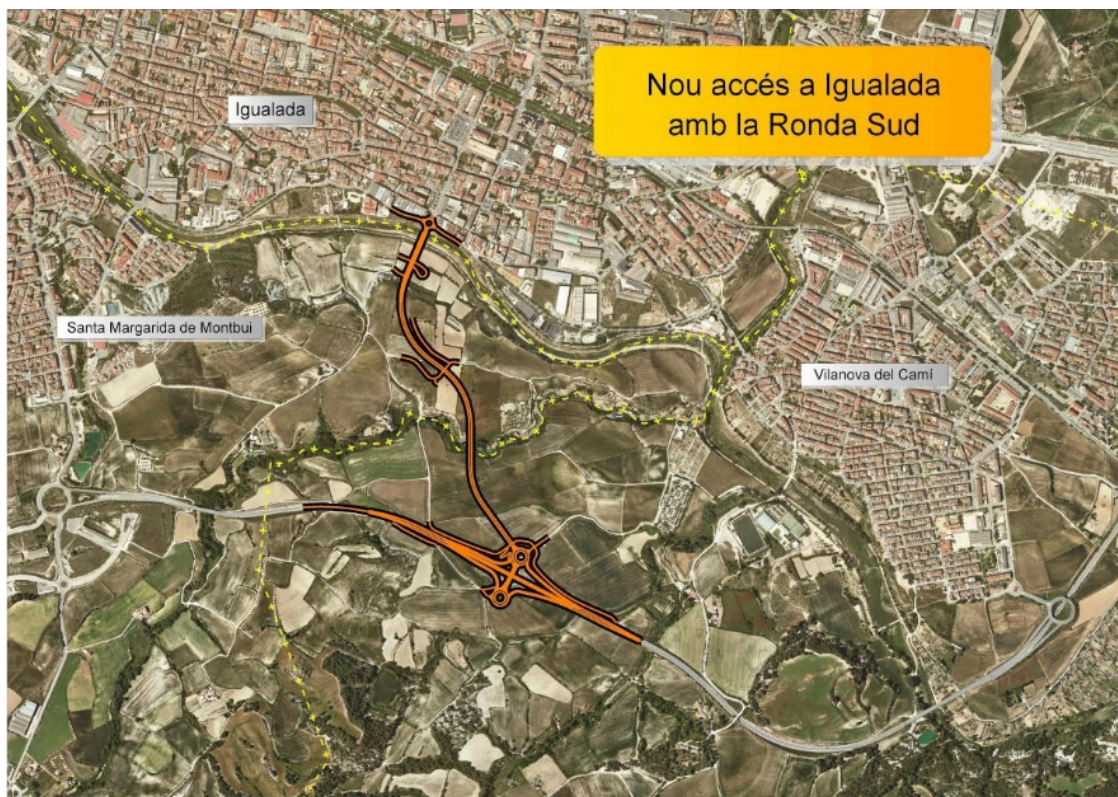 Nou accés a Igualada
amb la Ronda Sud
Igualada
Santa Margarida de Montbui
Vilanova del Camí